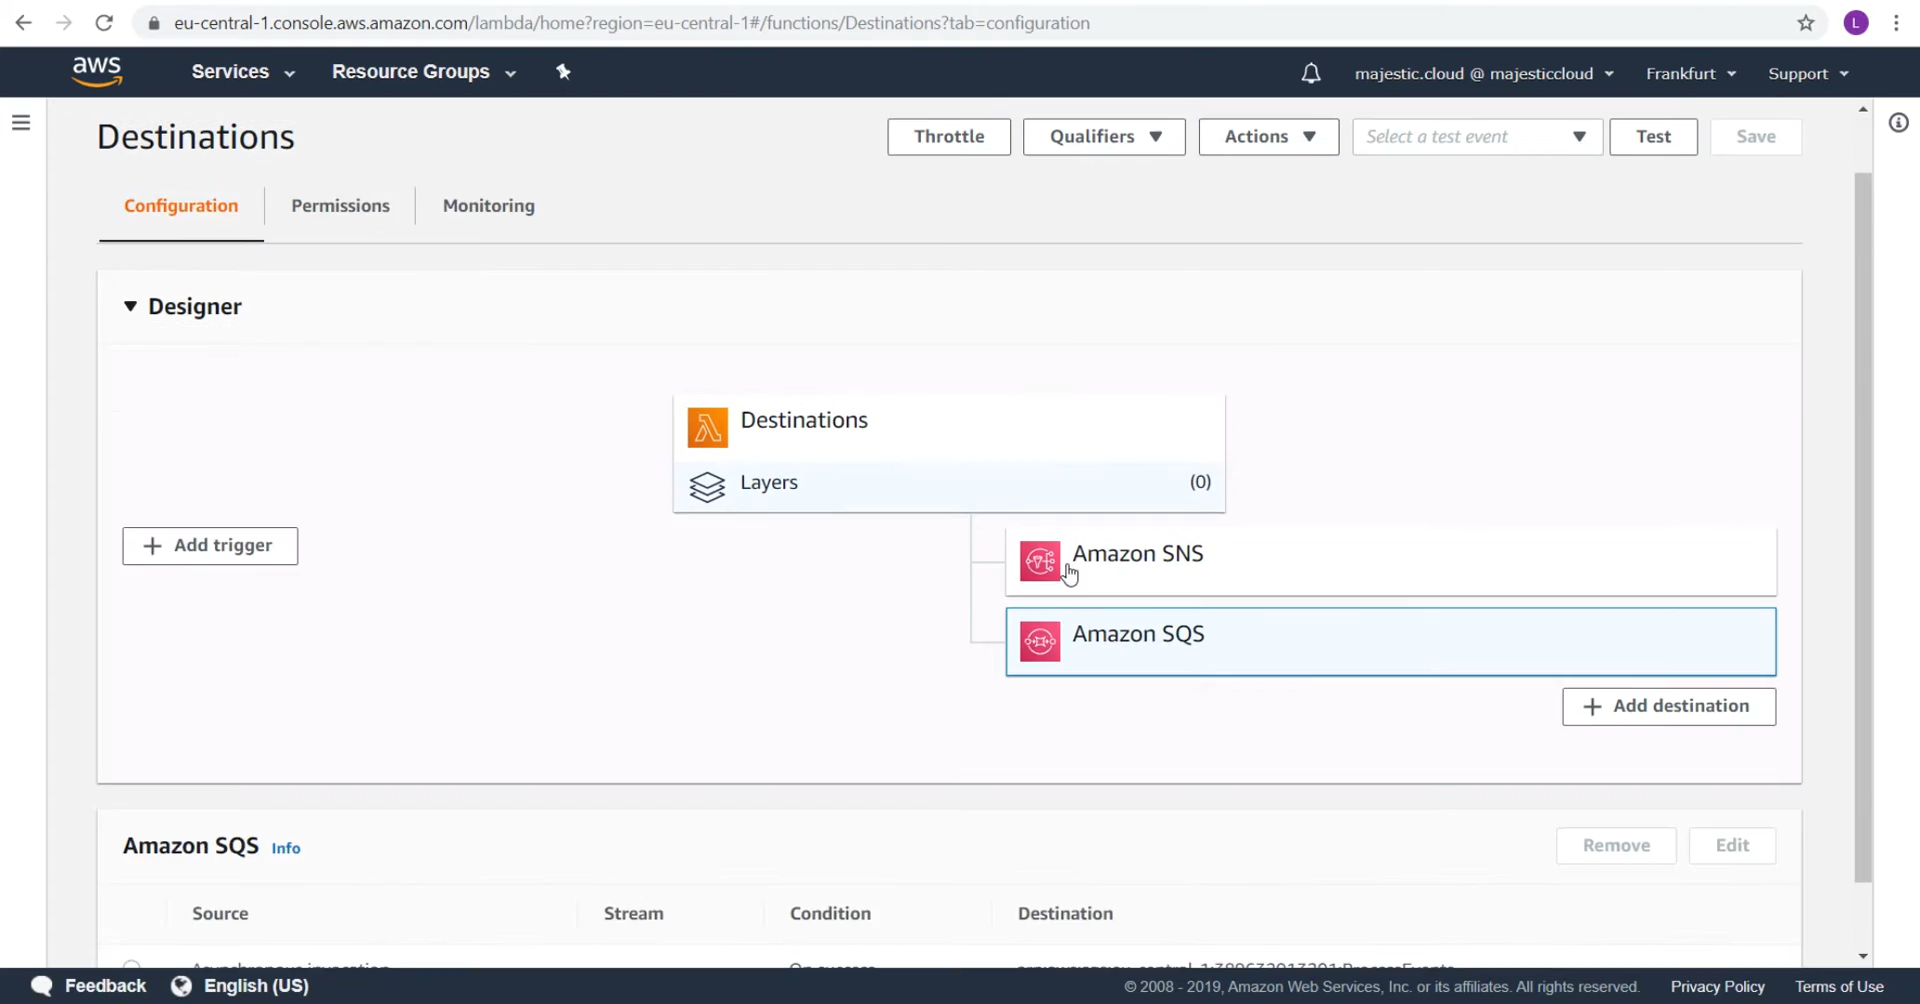 eu-central-1.console.aws.amazon.com/lambda/home?region=eu-central-1#/functions/Destinations?tab=configuration
L
aws Services Resource Groups majestic.cloud @ majesticcloud Frankfurt Support
Destinations Throttle Qualifiers Actions Select a test event Test Save
Configuration Permissions Monitoring
Designer
Destinations
Layers (0)
+ Add trigger
Amazon SNS
Amazon SQS
+ Add destination
Amazon SQS Info Remove Edit
Source Stream Condition Destination
Feedback English (US) © 2008 - 2019, Amazon Web Services, Inc. or its affiliates. All rights reserved. Privacy Policy Terms of Use